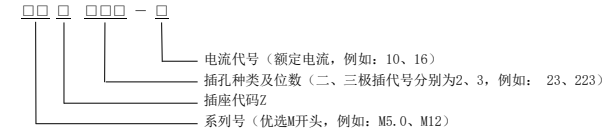 □□ □ □□□ － □
电流代号（额定电流，例如：10、16）
插孔种类及位数（二、三极插代号分别为2、3，例如： 23、223）
插座代码Z
系列号（优选M开头，例如：M5.0、M12）